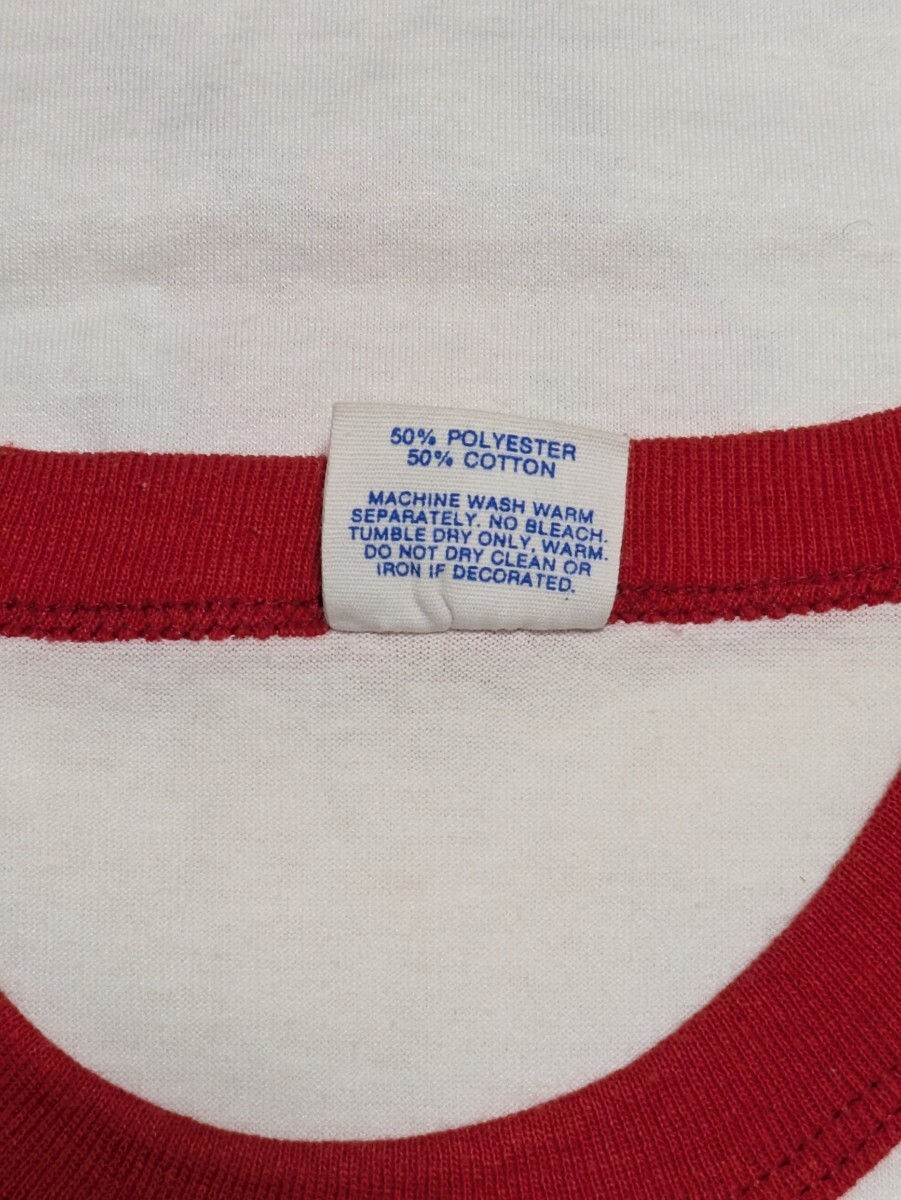 50% POLYESTER
50% COTTON
MACHINE WASH WARM
SEPARATELY. NO BLEACH.
TUMBLE DRY ONLY, WARM.
DO NOT DRY CLEAN OR
IRON IF DECORATED.